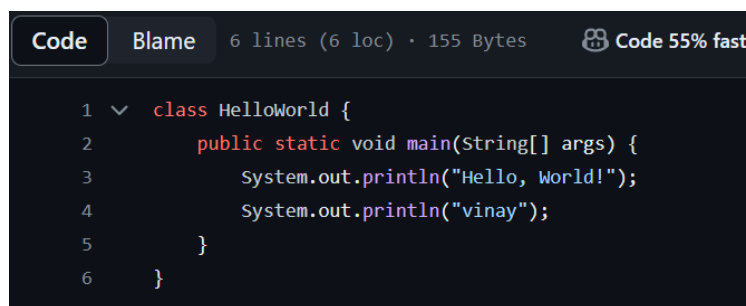 Code Blame 6 lines (6 loc) · 155 Bytes Code 55% fast
1 class HelloWorld {
2     public static void main(String[] args) {
3         System.out.println("Hello, World!");
4         System.out.println("vinay");
5     }
6 }